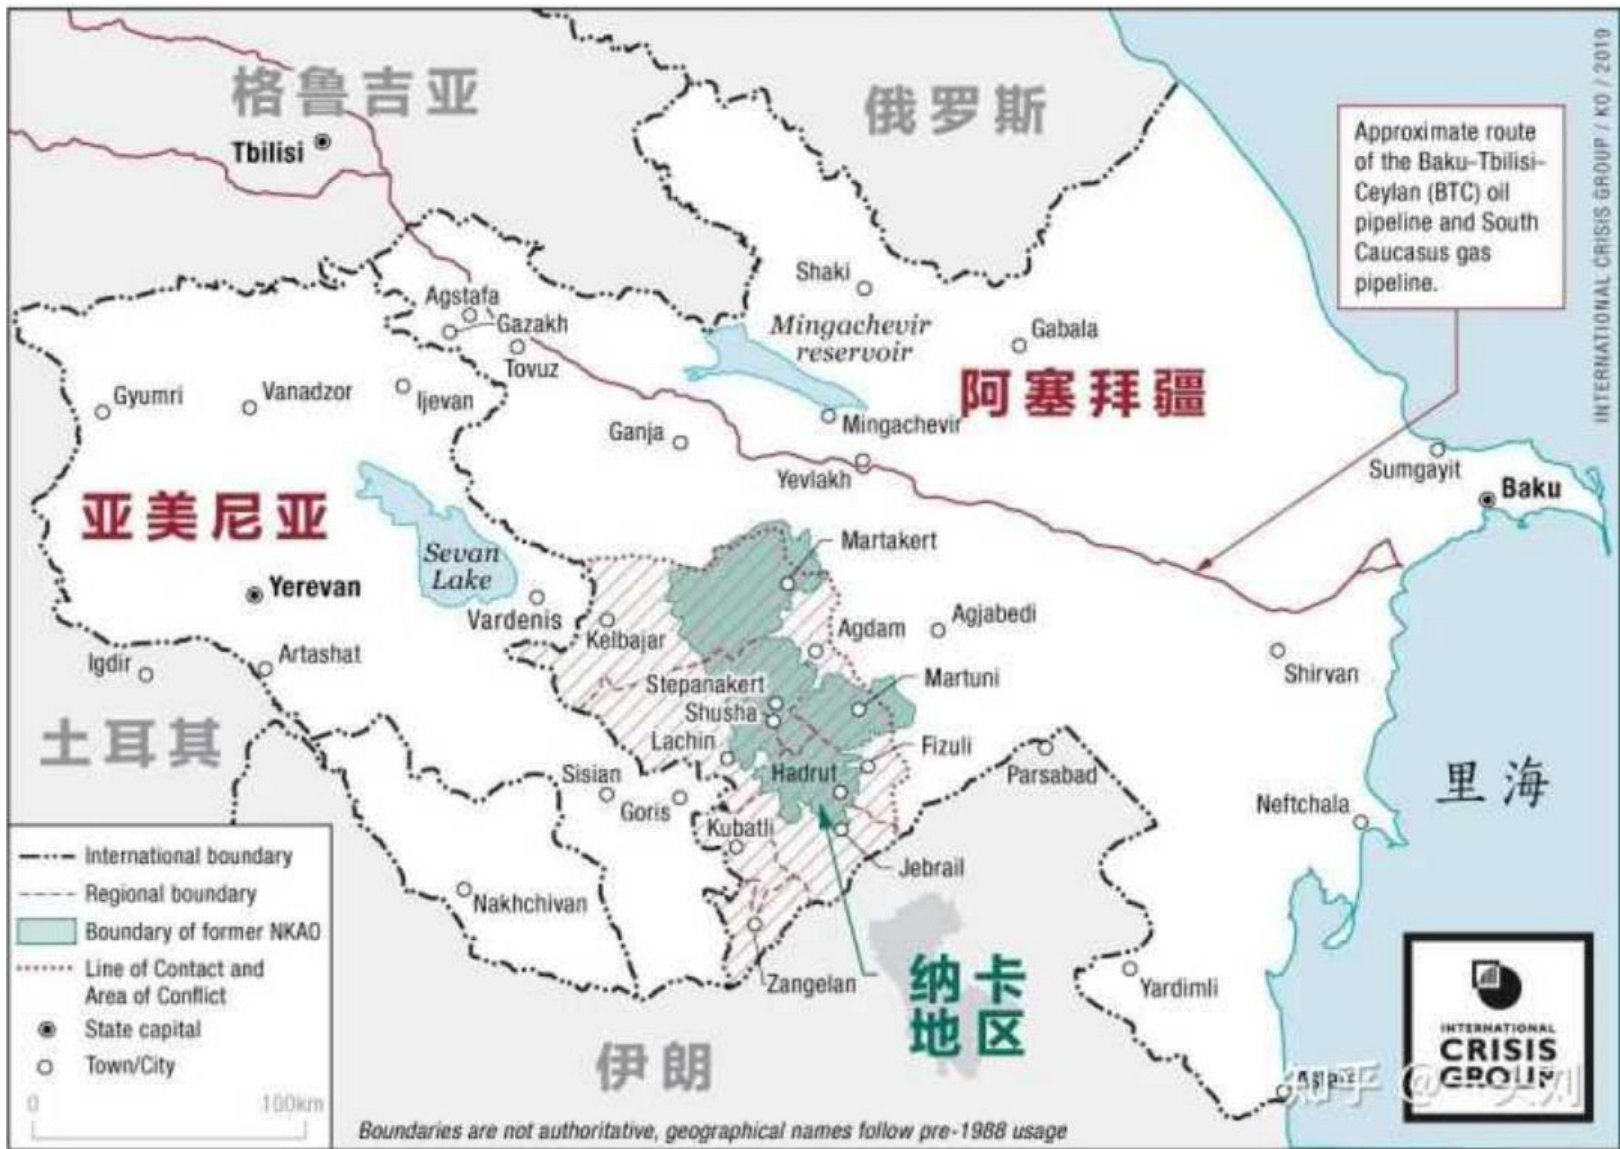 格鲁吉亚
俄罗斯
Tbilisi
Approximate route
of the Baku–Tbilisi–
Ceylan (BTC) oil
pipeline and South
Caucasus gas
pipeline.
INTERNATIONAL CRISIS GROUP / KO / 2019
Shaki
Agstafa
Gazakh
Mingachevir
reservoir
Gabala
Tovuz
Gyumri
Vanadzor
Ijevan
阿塞拜疆
Ganja
Mingachevir
Yevlakh
Sumgayit
Baku
亚美尼亚
Sevan
Lake
Martakert
Yerevan
Vardenis
Kelbajar
Agdam
Agjabedi
Igdir
Artashat
Stepanakert
Martuni
Shirvan
Shusha
土耳其
Lachin
Fizuli
Sisian
Hadrut
Parsabad
里海
Goris
Kubatli
Neftchala
Jebrail
International boundary
Regional boundary
Boundary of former NKAO
Line of Contact and
Area of Conflict
State capital
Town/City
0 100km
Nakhchivan
Zangelan
纳卡
地区
Yardimli
伊朗
INTERNATIONAL
CRISIS
GROUP
知乎
Boundaries are not authoritative, geographical names follow pre-1988 usage